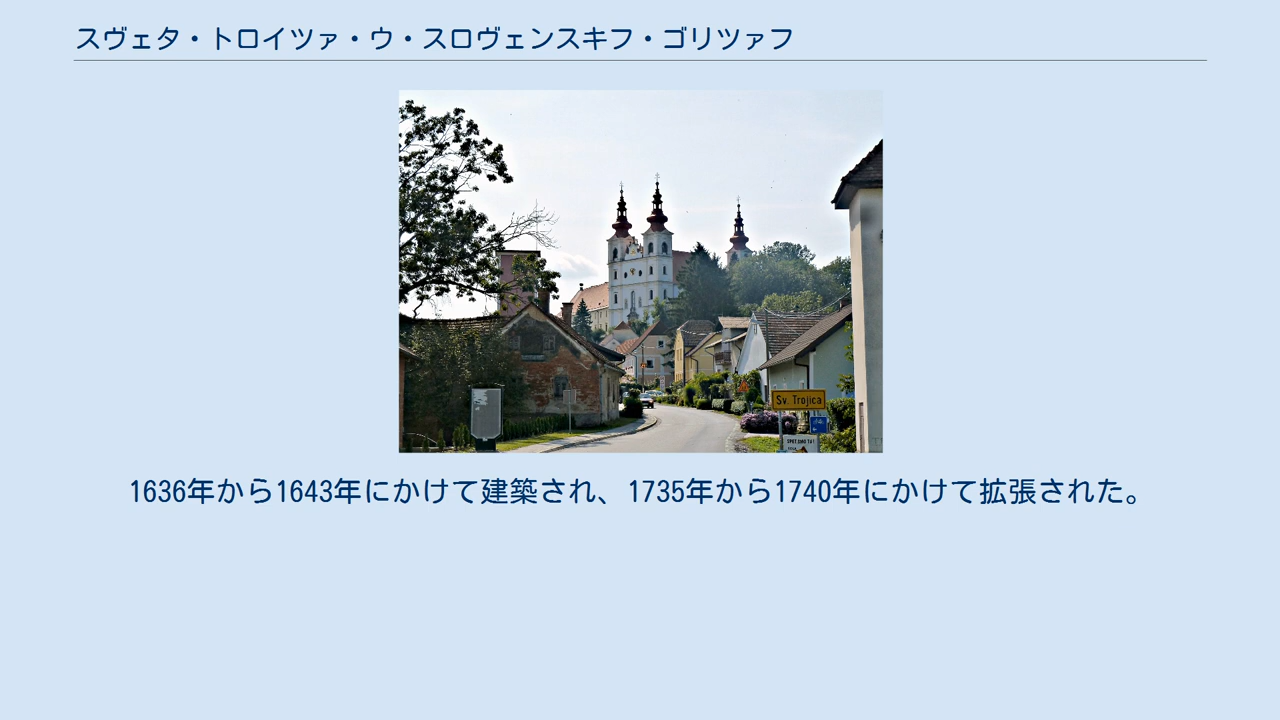 スヴェタ・トロイツァ・ウ・スロヴェンスキフ・ゴリツァフ
Sv. Trojica
1636年から1643年にかけて建築され、1735年から1740年にかけて拡張された。